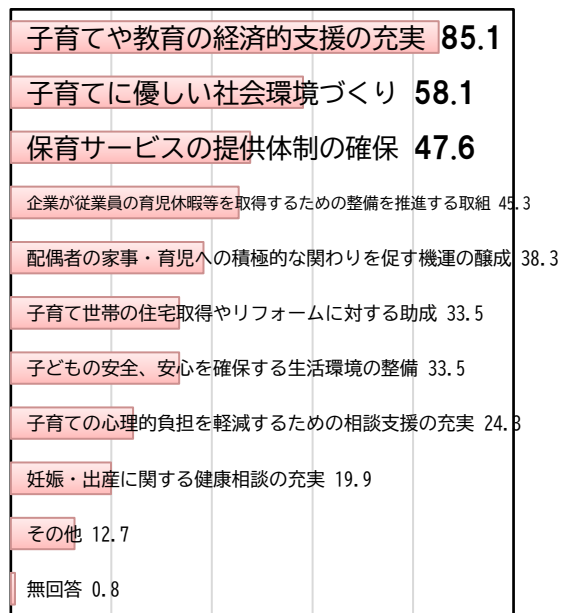 子育てや教育の経済的支援の充実 85.1
子育てに優しい社会環境づくり 58.1
保育サービスの提供体制の確保 47.6
企業が従業員の育児休暇等を取得するための整備を推進する取組 45.3
配偶者の家事・育児への積極的な関わりを促す機運の醸成 38.3
子育て世帯の住宅取得やリフォームに対する助成 33.5
子どもの安全、安心を確保する生活環境の整備 33.5
子育ての心理的負担を軽減するための相談支援の充実 24.3
妊娠・出産に関する健康相談の充実 19.9
その他 12.7
無回答 0.8